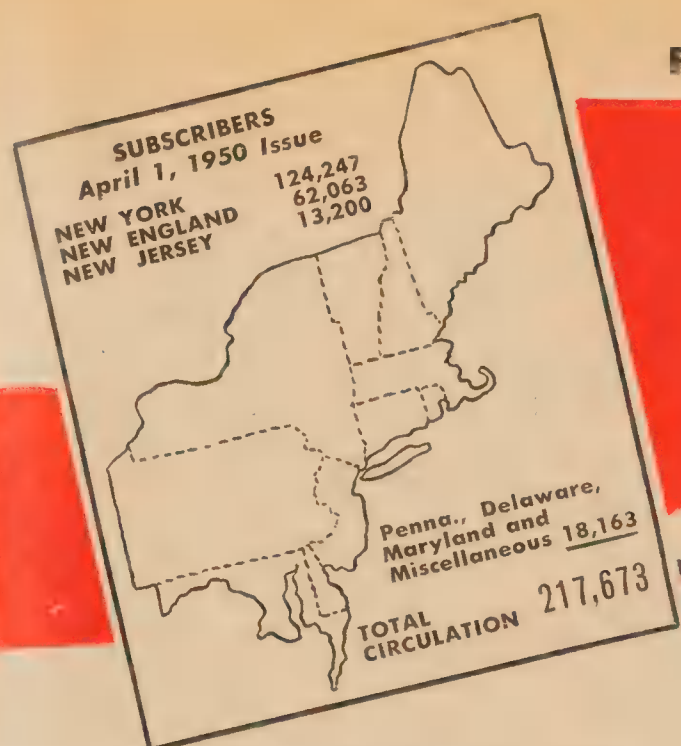 SUBSCRIBERS
April 1, 1950 Issue
NEW YORK 124,247
NEW ENGLAND 62,063
NEW JERSEY 13,200
Penna., Delaware,
Maryland and
Miscellaneous 18,163
TOTAL
CIRCULATION 217,673